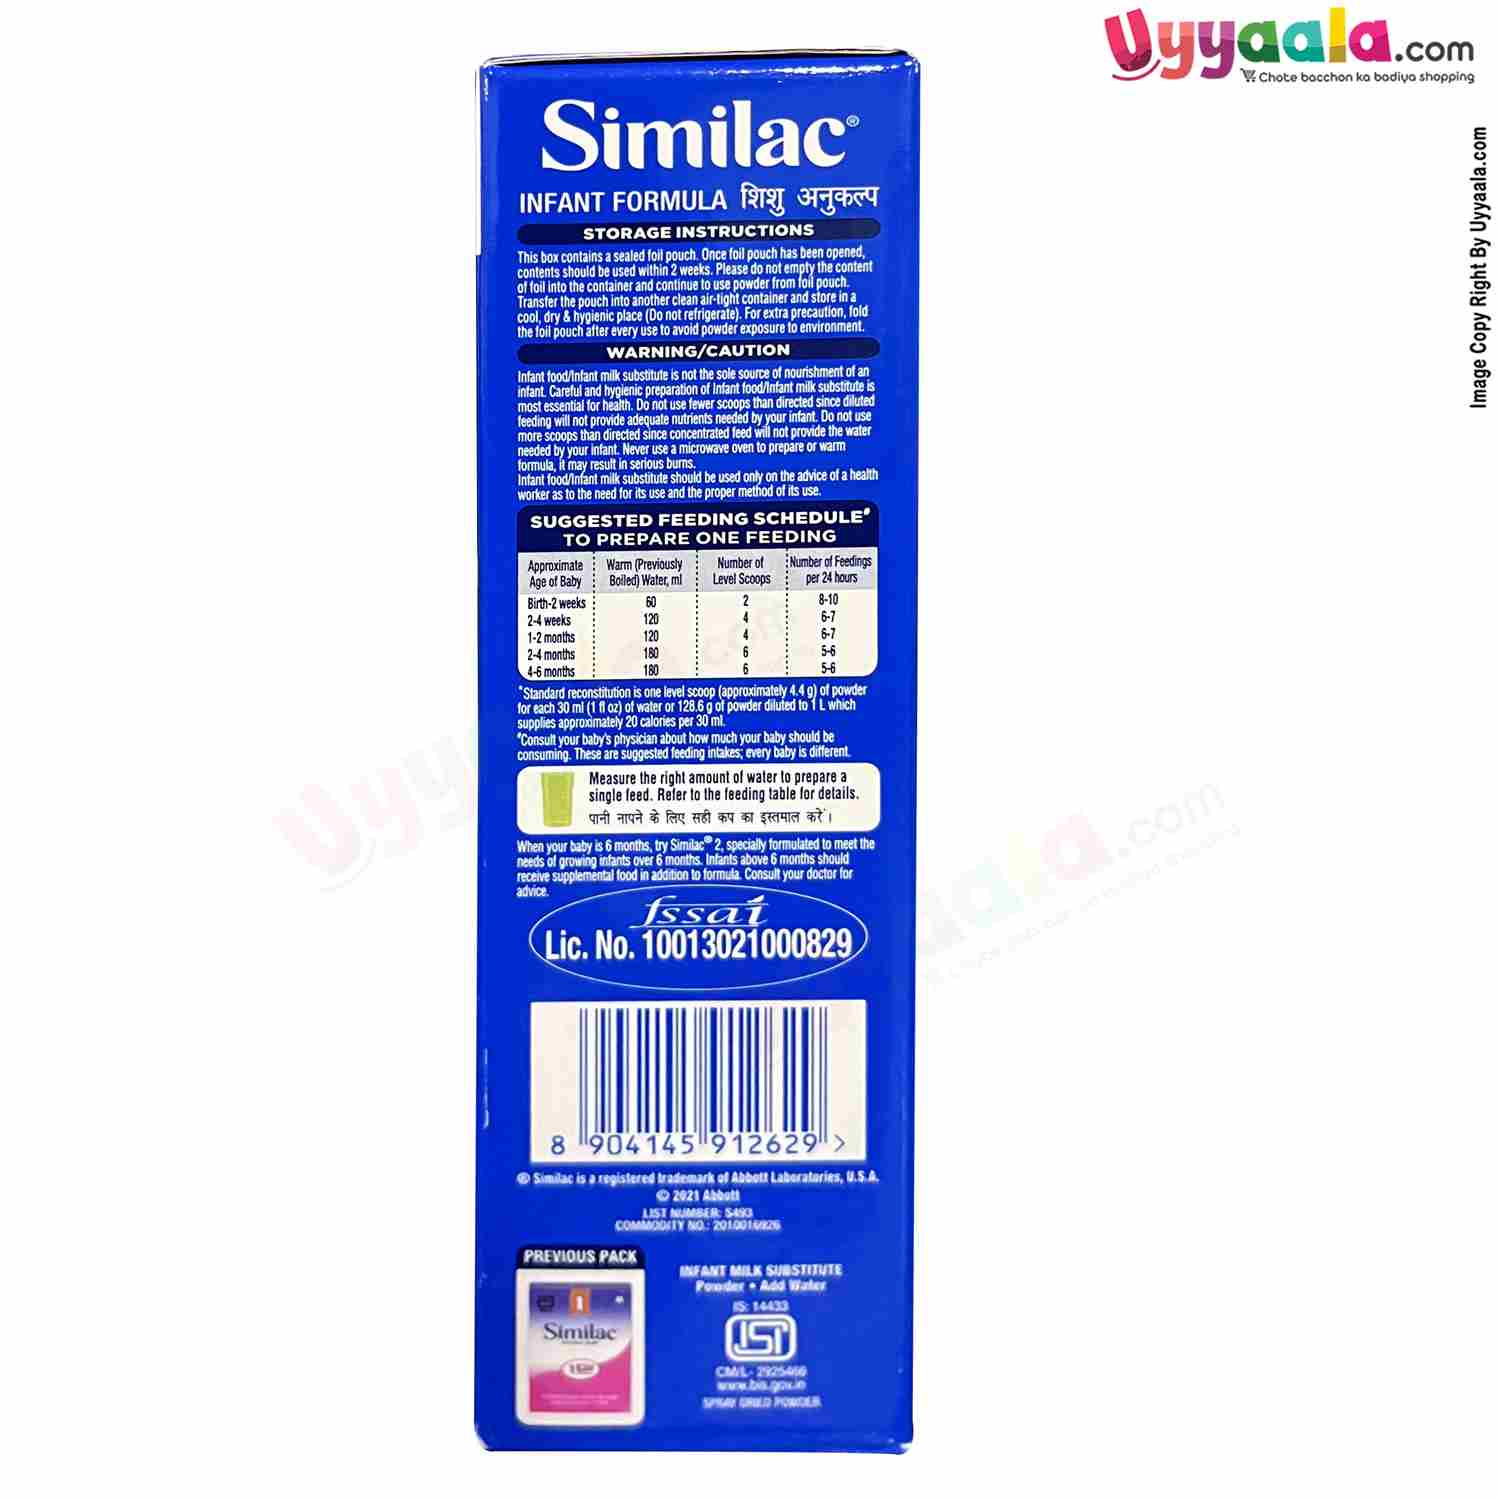 Uyyaala.com
Chote bacchon ka badiya shopping
Image Copy Right By Uyyaala.com
Similac®
INFANT FORMULA शिशु अनुकल्प
STORAGE INSTRUCTIONS
This box contains a sealed foil pouch. Once foil pouch has been opened,
contents should be used within 2 weeks. Please do not empty the content
of foil into the container and continue to use powder from foil pouch.
Transfer the pouch into another clean air-tight container and store in a
cool, dry & hygienic place (Do not refrigerate). For extra precaution, fold
the foil pouch after every use to avoid powder exposure to environment.
WARNING/CAUTION
Infant food/Infant milk substitute is not the sole source of nourishment of an
infant. Careful and hygienic preparation of Infant food/Infant milk substitute is
most essential for health. Do not use fewer scoops than directed since diluted
feeding will not provide adequate nutrients needed by your infant. Do not use
more scoops than directed since concentrated feed will not provide the water
needed by your infant. Never use a microwave oven to prepare or warm
formula, it may result in serious burns.
Infant food/Infant milk substitute should be used only on the advice of a health
worker as to the need for its use and the proper method of its use.
SUGGESTED FEEDING SCHEDULE#
TO PREPARE ONE FEEDING
Approximate Warm (Previously Number of Number of Feedings
Age of Baby Boiled) Water, ml Level Scoops per 24 hours
Birth-2 weeks 60 2 8-10
2-4 weeks 120 4 6-7
1-2 months 120 4 6-7
2-4 months 180 6 5-6
4-6 months 180 6 5-6
*Standard reconstitution is one level scoop (approximately 4.4 g) of powder
for each 30 ml (1 fl oz) of water or 128.6 g of powder diluted to 1 L which
supplies approximately 20 calories per 30 ml.
#Consult your baby's physician about how much your baby should be
consuming. These are suggested feeding intakes; every baby is different.
Measure the right amount of water to prepare a
single feed. Refer to the feeding table for details.
पानी नापने के लिए सही कप का इस्तमाल करें।
When your baby is 6 months, try Similac® 2, specially formulated to meet the
needs of growing infants over 6 months. Infants above 6 months should
receive supplemental food in addition to formula. Consult your doctor for
advice.
fssai
Lic. No. 10013021000829
8 904145 912629 >
® Similac is a registered trademark of Abbott Laboratories, U.S.A.
© 2021 Abbott
LIST NUMBER: S493
COMMODITY NO.: 2010016926
PREVIOUS PACK
1
Similac
INFANT MILK SUBSTITUTE
Powder • Add Water
IS: 14433
ISI
CM/L- 2925466
www.bis.gov.in
SPRAY DRIED POWDER